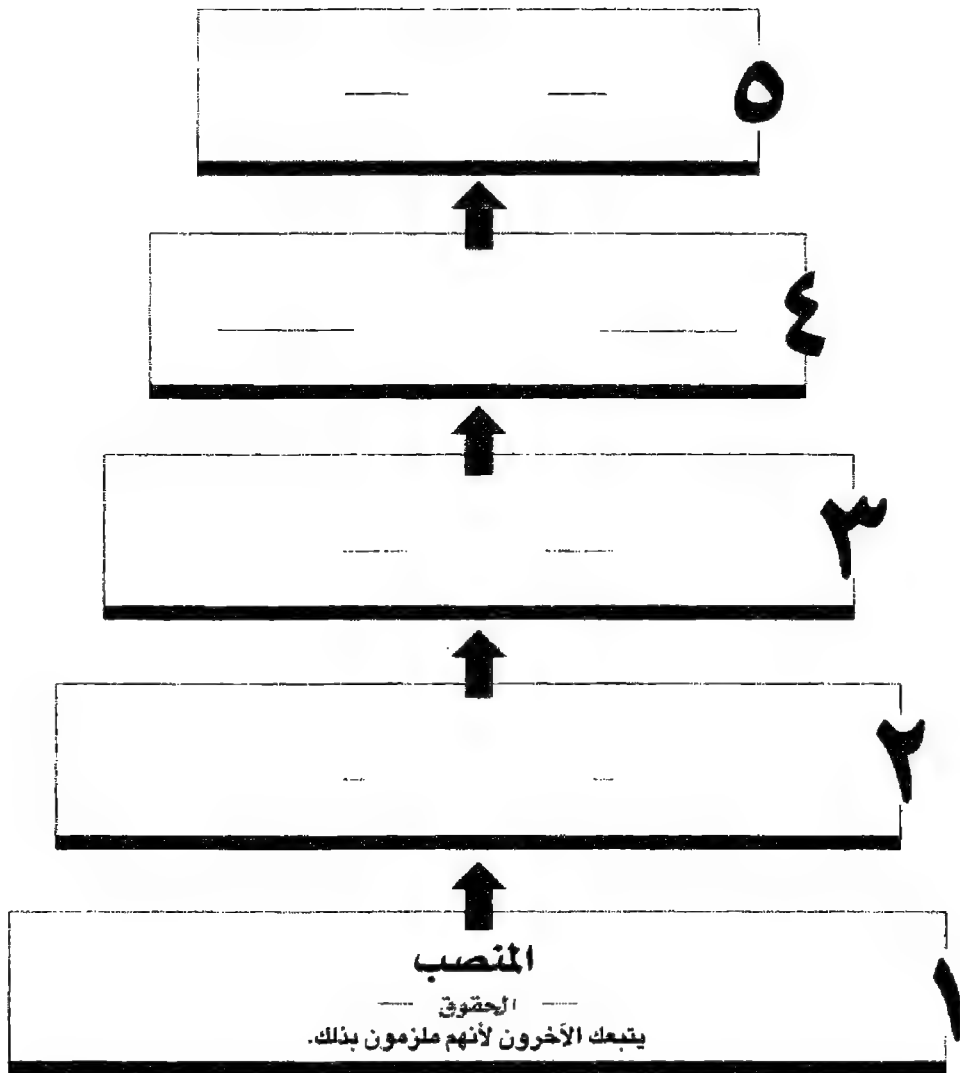 ٥
٤
٣
٢
١
المنصب
الحقوق
يتبعك الآخرون لأنهم ملزمون بذلك.